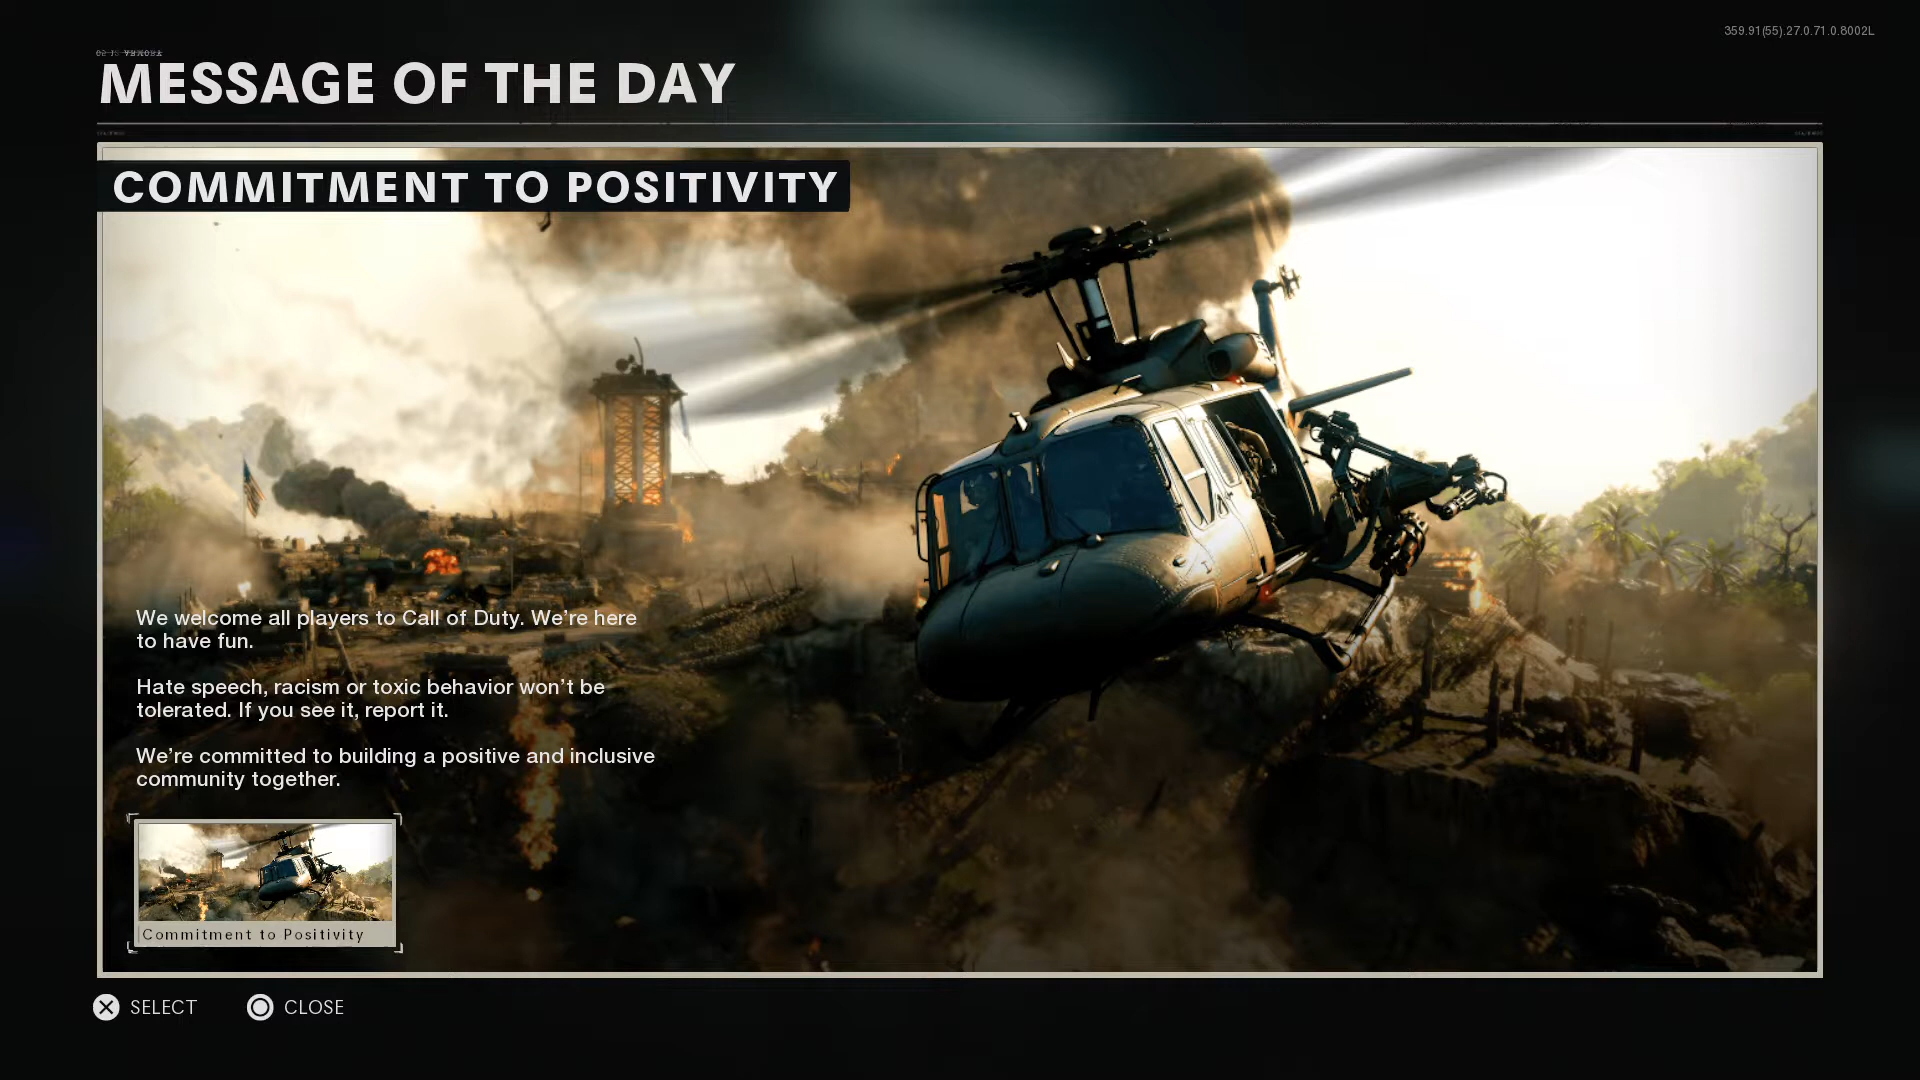 359.91(55).27.0.71.0.8002L
MESSAGE OF THE DAY
COMMITMENT TO POSITIVITY
We welcome all players to Call of Duty. We’re here
to have fun.
Hate speech, racism or toxic behavior won’t be
tolerated. If you see it, report it.
We’re committed to building a positive and inclusive
community together.
Commitment to Positivity
SELECT
CLOSE